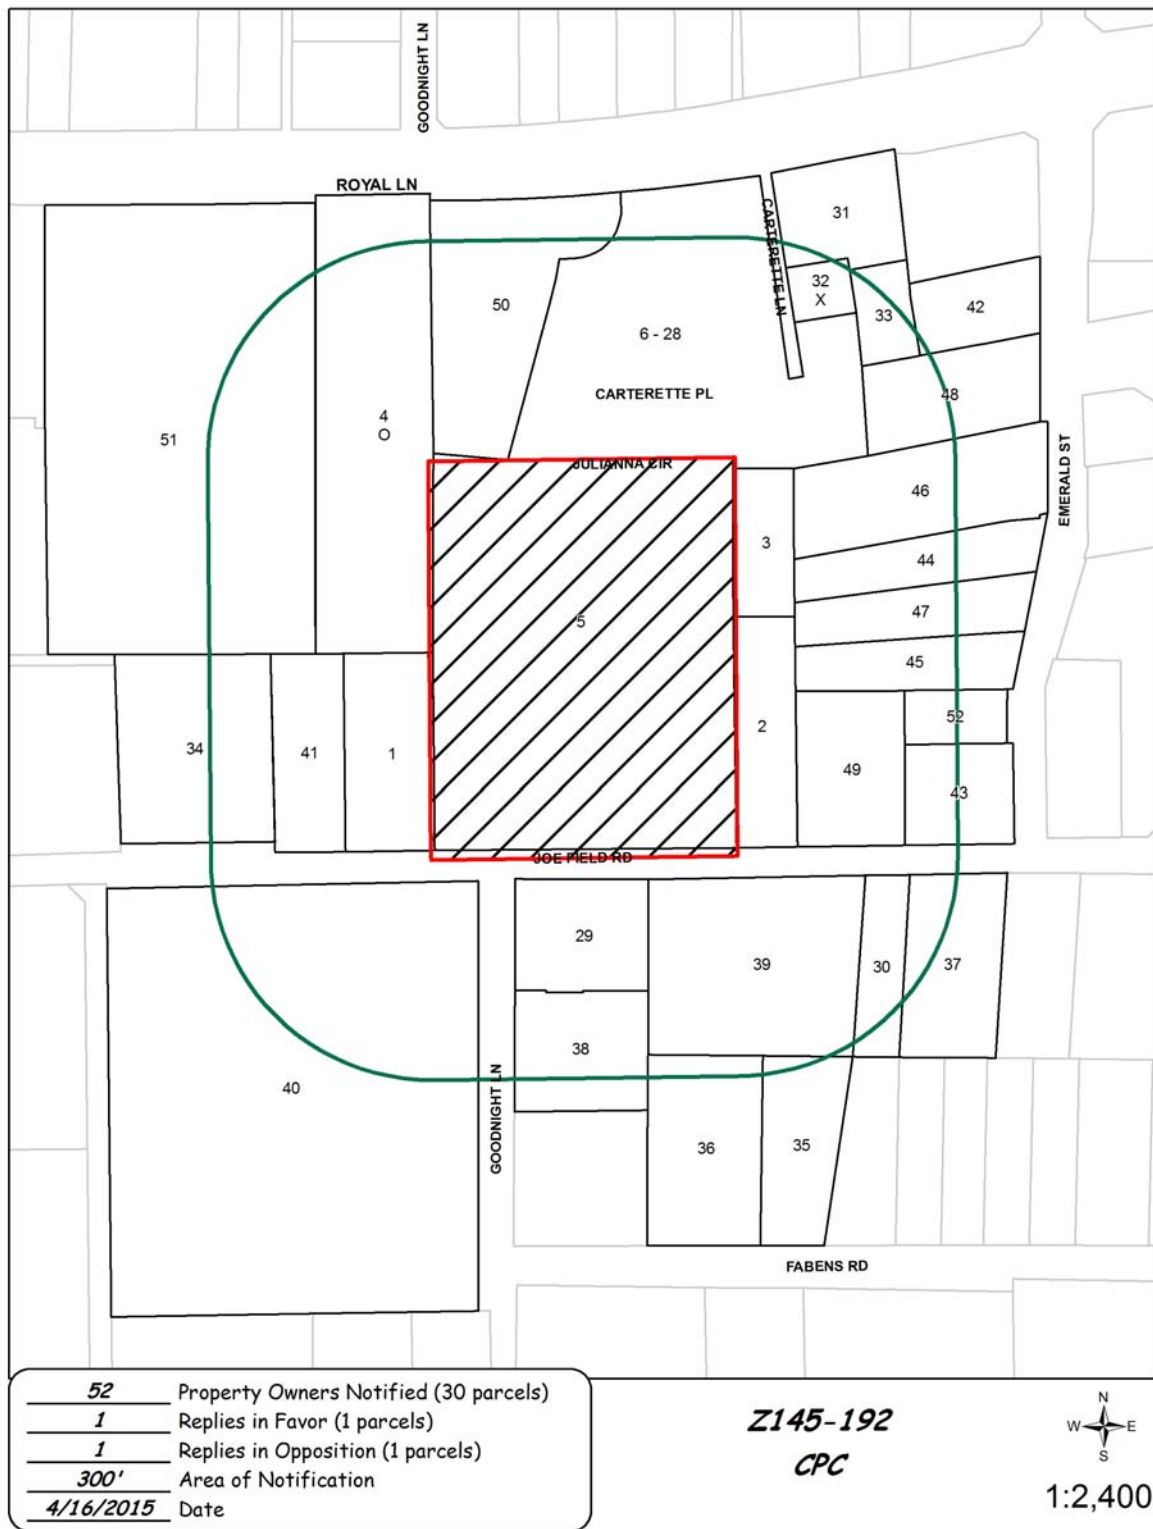 GOODNIGHT LN
ROYAL LN
CARTERETTE LN
31
32
X
33
42
50
6 - 28
48
CARTERETTE PL
4
O
51
JULIANNA CIR
46
EMERALD ST
3
44
5
47
45
34
41
1
2
52
49
43
JOE FIELD RD
29
39
30
37
38
40
GOODNIGHT LN
36
35
FABENS RD
52 Property Owners Notified (30 parcels)
1 Replies in Favor (1 parcels)
1 Replies in Opposition (1 parcels)
300' Area of Notification
4/16/2015 Date
Z145-192
CPC
N
W E
S
1:2,400